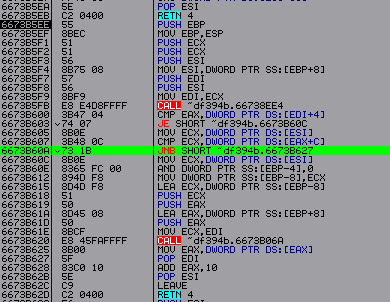 6673B5EA 5E POP ESI
6673B5EB C2 0400 RETN 4
6673B5EE 55 PUSH EBP
6673B5EF 8BEC MOV EBP,ESP
6673B5F1 51 PUSH ECX
6673B5F2 51 PUSH ECX
6673B5F3 56 PUSH ESI
6673B5F4 8B75 08 MOV ESI,DWORD PTR SS:[EBP+8]
6673B5F7 57 PUSH EDI
6673B5F8 56 PUSH ESI
6673B5F9 8BF9 MOV EDI,ECX
6673B5FB E8 E4D8FFFF CALL ~df394b.66738EE4
6673B600 3B47 04 CMP EAX,DWORD PTR DS:[EDI+4]
6673B603 74 07 JE SHORT ~df394b.6673B60C
6673B605 8B0E MOV ECX,DWORD PTR DS:[ESI]
6673B607 3B48 0C CMP ECX,DWORD PTR DS:[EAX+C]
6673B60A 73 1B JNB SHORT ~df394b.6673B627
6673B60C 8B0E MOV ECX,DWORD PTR DS:[ESI]
6673B60E 8365 FC 00 AND DWORD PTR SS:[EBP-4],0
6673B612 894D F8 MOV DWORD PTR SS:[EBP-8],ECX
6673B615 8D4D F8 LEA ECX,DWORD PTR SS:[EBP-8]
6673B618 51 PUSH ECX
6673B619 50 PUSH EAX
6673B61A 8D45 08 LEA EAX,DWORD PTR SS:[EBP+8]
6673B61D 50 PUSH EAX
6673B61E 8BCF MOV ECX,EDI
6673B620 E8 45FAFFFF CALL ~df394b.6673B06A
6673B625 8B00 MOV EAX,DWORD PTR DS:[EAX]
6673B627 5F POP EDI
6673B628 83C0 10 ADD EAX,10
6673B62B 5E POP ESI
6673B62C C9 LEAVE
6673B62D C2 0400 RETN 4